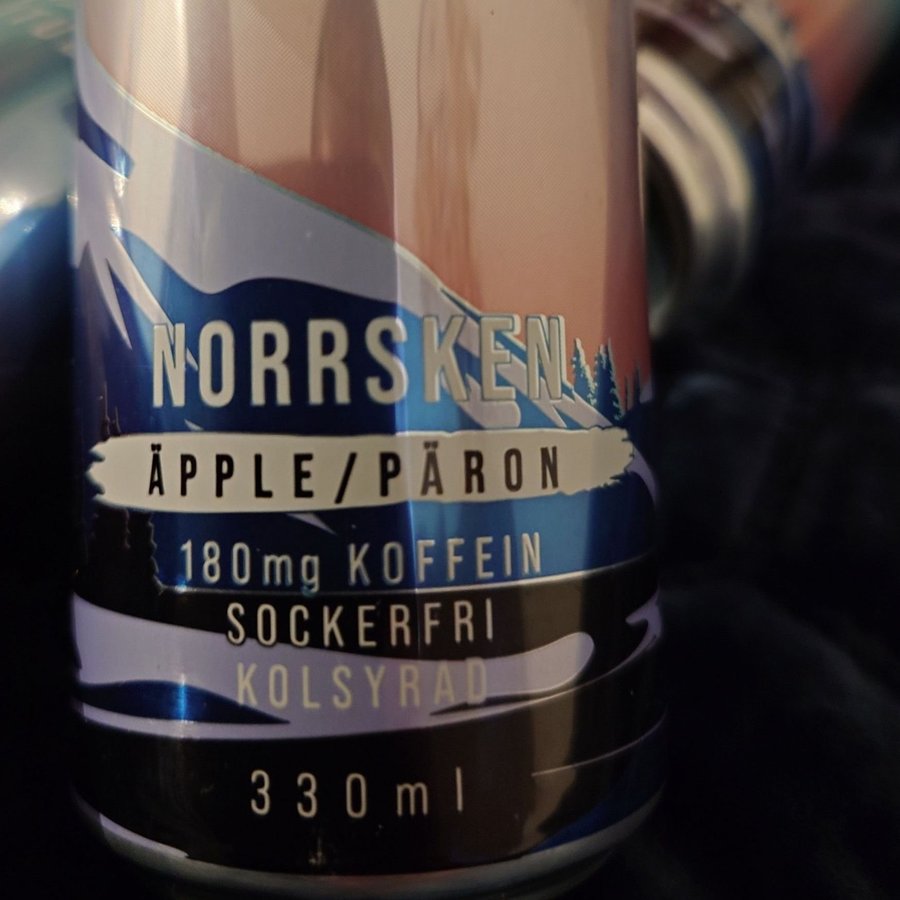 NORRSKEN
ÄPPLE/PÄRON
180mg KOFFEIN
SOCKERFRI
KOLSYRAD
330ml